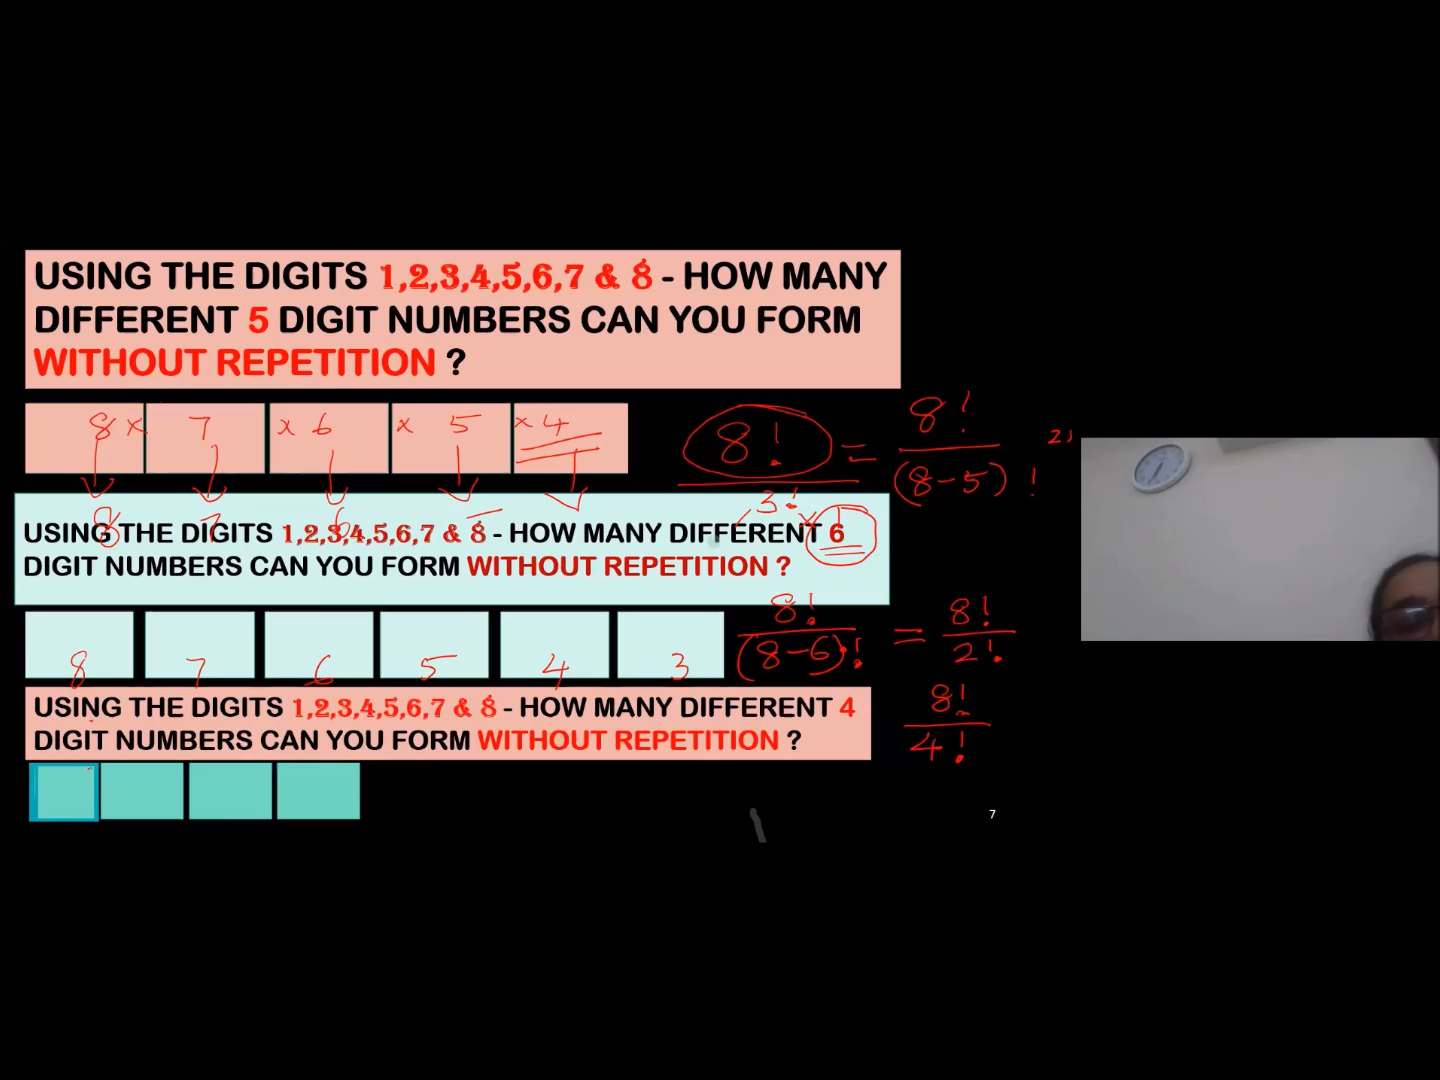 USING THE DIGITS 1,2,3,4,5,6,7 & 8 - HOW MANY
DIFFERENT 5 DIGIT NUMBERS CAN YOU FORM
WITHOUT REPETITION ?
8 × 7 × 6 × 5 × 4
8! / 3! = 8! / (8-5)!
8 7 6 5
USING THE DIGITS 1,2,3,4,5,6,7 & 8 - HOW MANY DIFFERENT 6
DIGIT NUMBERS CAN YOU FORM WITHOUT REPETITION ?
8 7 6 5 4 3
8! / (8-6)! = 8! / 2!
USING THE DIGITS 1,2,3,4,5,6,7 & 8 - HOW MANY DIFFERENT 4
DIGIT NUMBERS CAN YOU FORM WITHOUT REPETITION ?
8! / 4!
7